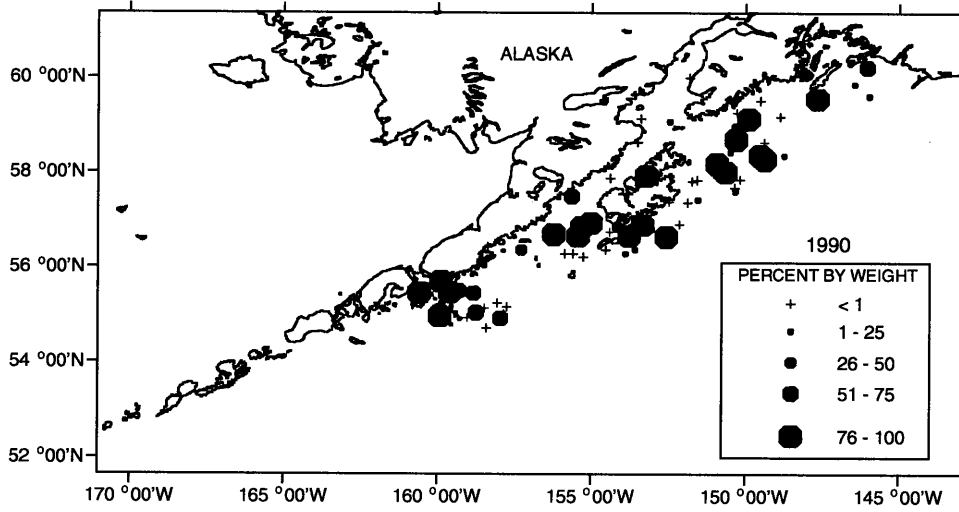 ALASKA
60 °00'N
58 °00'N
56 °00'N
54 °00'N
52 °00'N
1990
PERCENT BY WEIGHT
+ < 1
1 - 25
26 - 50
51 - 75
76 - 100
170 °00'W
165 °00'W
160 °00'W
155 °00'W
150 °00'W
145 °00'W